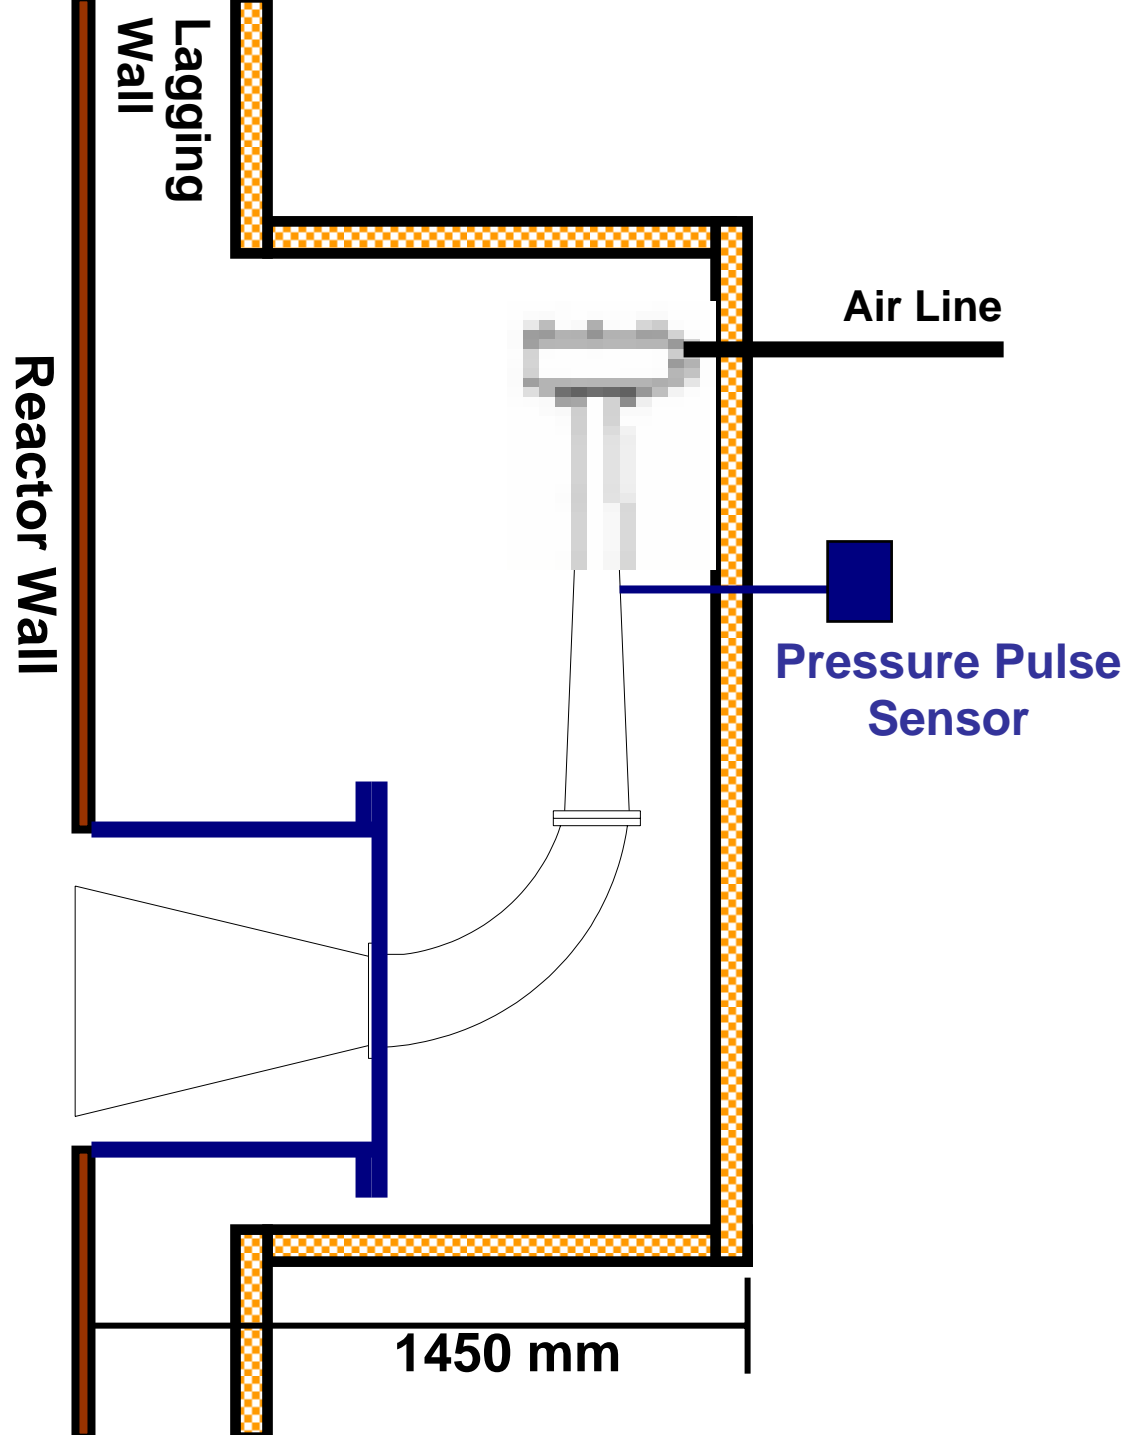 Lagging
Wall
Air Line
Reactor Wall
Pressure Pulse
Sensor
1450 mm